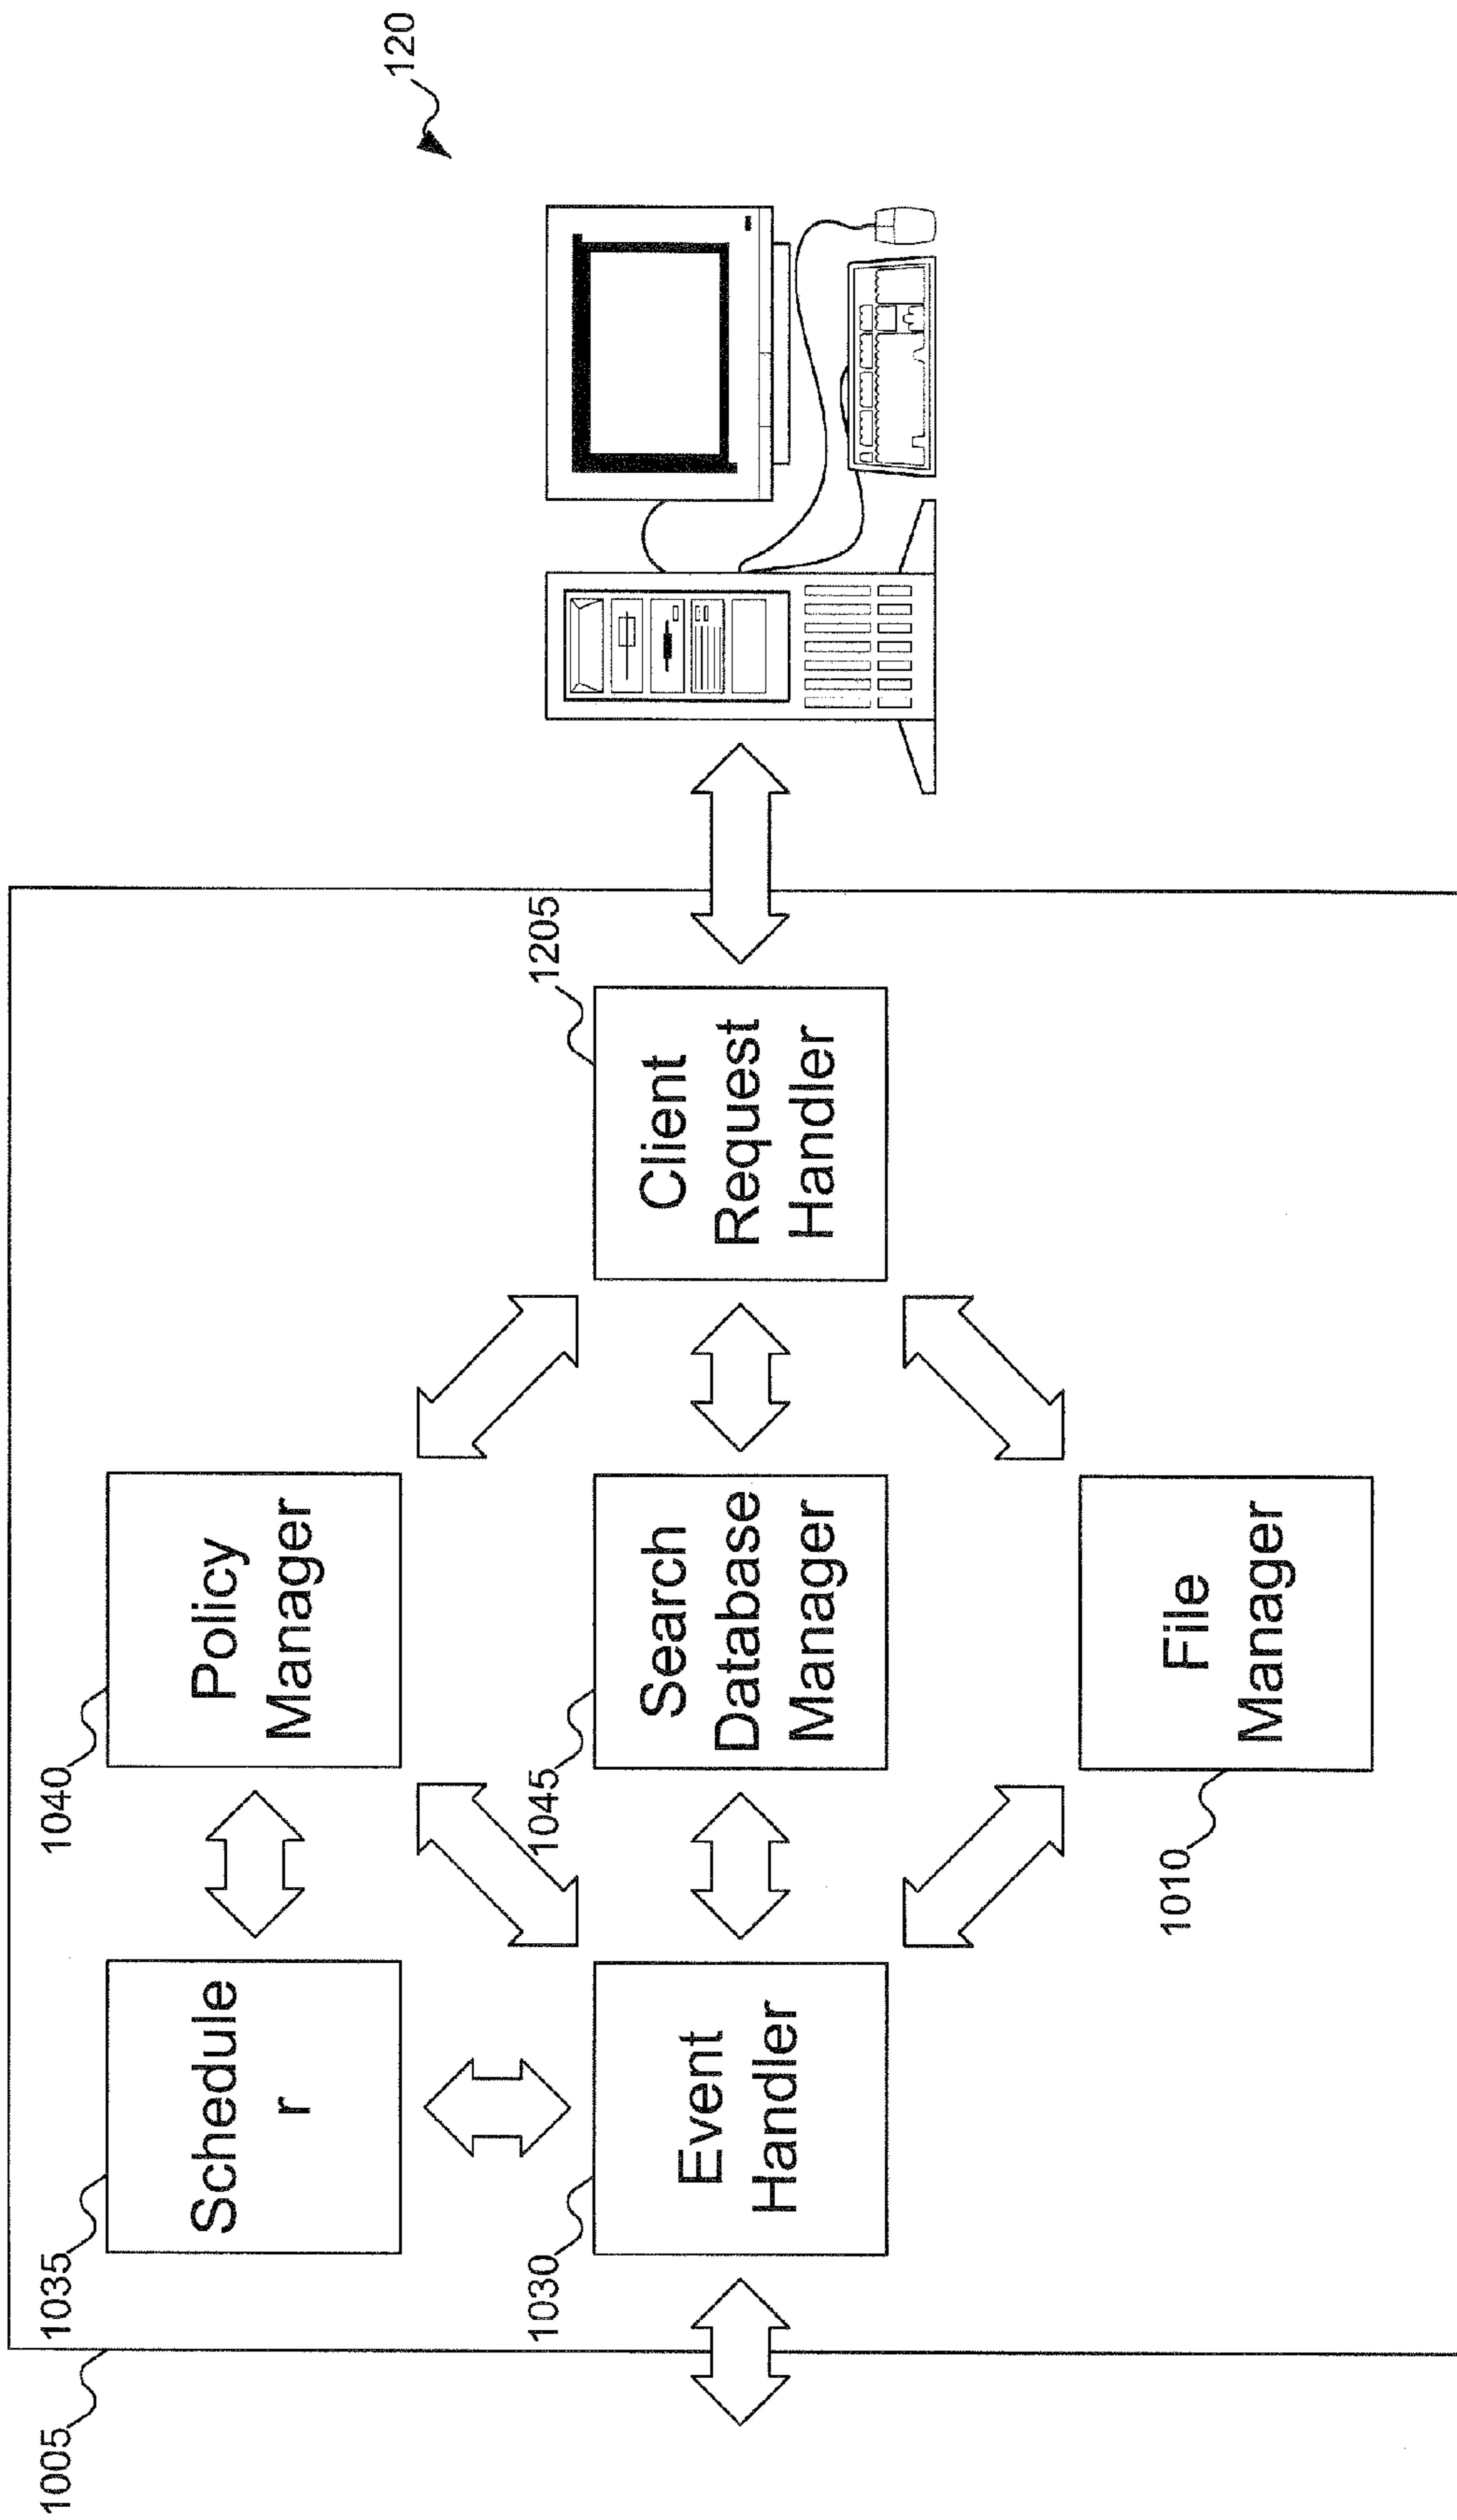 120
1005
1035
Schedule
r
1040
Policy
Manager
1030
Event
Handler
1045
Search
Database
Manager
1205
Client
Request
Handler
1010
File
Manager